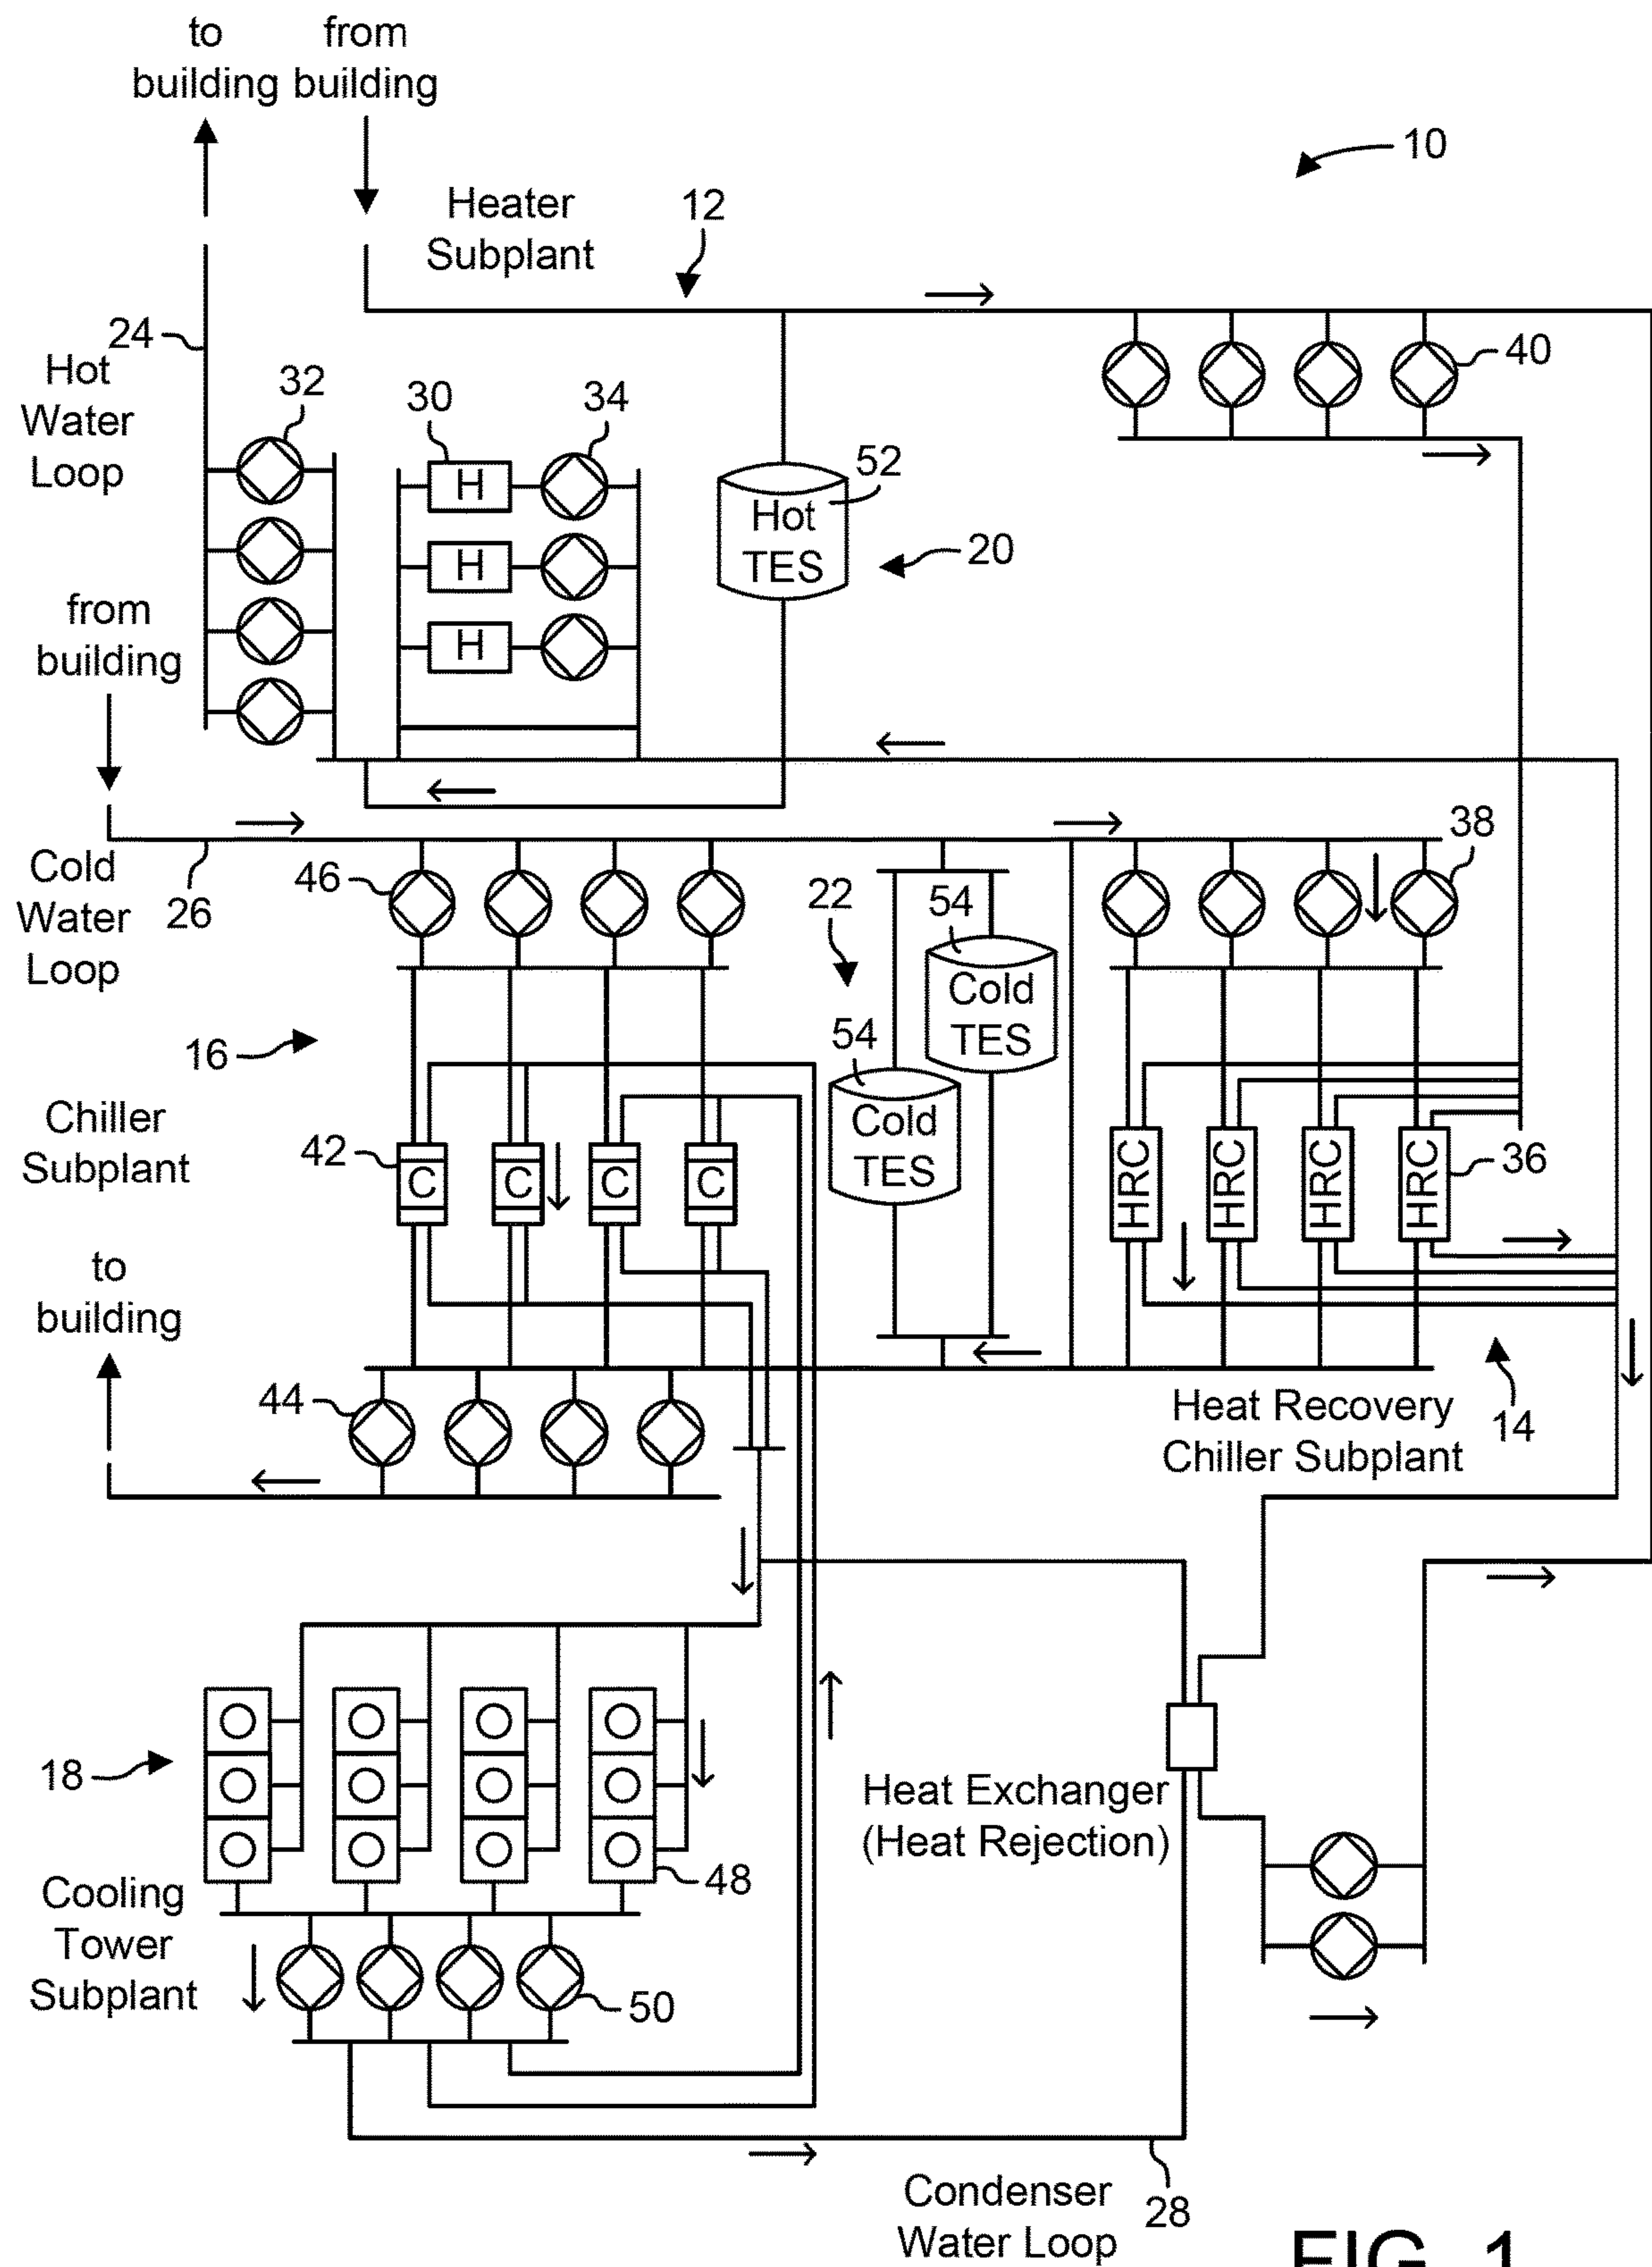 to
building
from
building
10
Heater
Subplant
12
24
Hot
Water
Loop
32
30
34
40
H
H
H
52
Hot
TES
20
from
building
38
Cold
Water
Loop
26
46
22
54
Cold
TES
54
Cold
TES
16
Chiller
Subplant
42
C
C
C
C
HRC
HRC
HRC
HRC
36
to
building
44
Heat Recovery
Chiller Subplant
14
18
Heat Exchanger
(Heat Rejection)
48
Cooling
Tower
Subplant
50
Condenser
Water Loop
28
FIG. 1